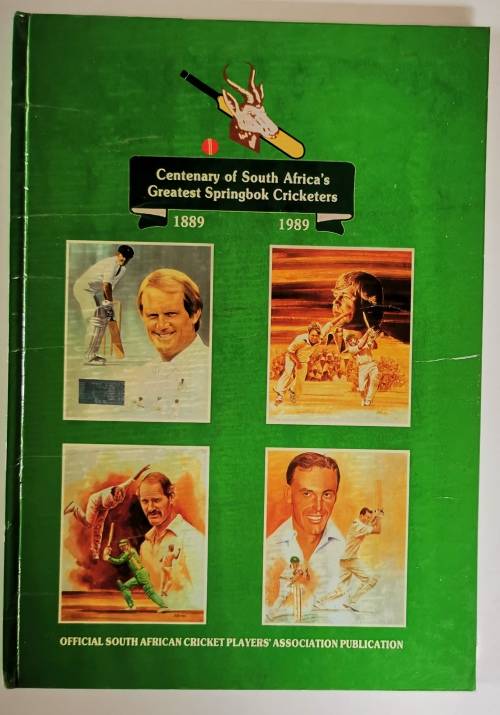 Centenary of South Africa's
Greatest Springbok Cricketers
1889
1989
OFFICIAL SOUTH AFRICAN CRICKET PLAYERS' ASSOCIATION PUBLICATION